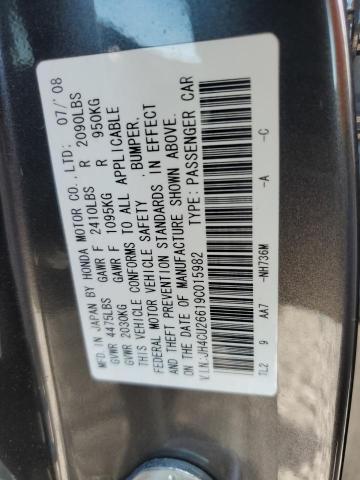 MFD. IN JAPAN BY HONDA MOTOR CO., LTD. 07/'08
GVWR 4475LBS GAWR F 2410LBS R 2090LBS
GVWR 2030KG GAWR F 1095KG R 950KG
THIS VEHICLE CONFORMS TO ALL APPLICABLE
FEDERAL MOTOR VEHICLE SAFETY , BUMPER,
AND THEFT PREVENTION STANDARDS IN EFFECT
ON THE DATE OF MANUFACTURE SHOWN ABOVE.
V.I.N.:JH4CU26619C015982 TYPE: PASSENGER CAR
TL2 9 AA7 -NH737M -A -C